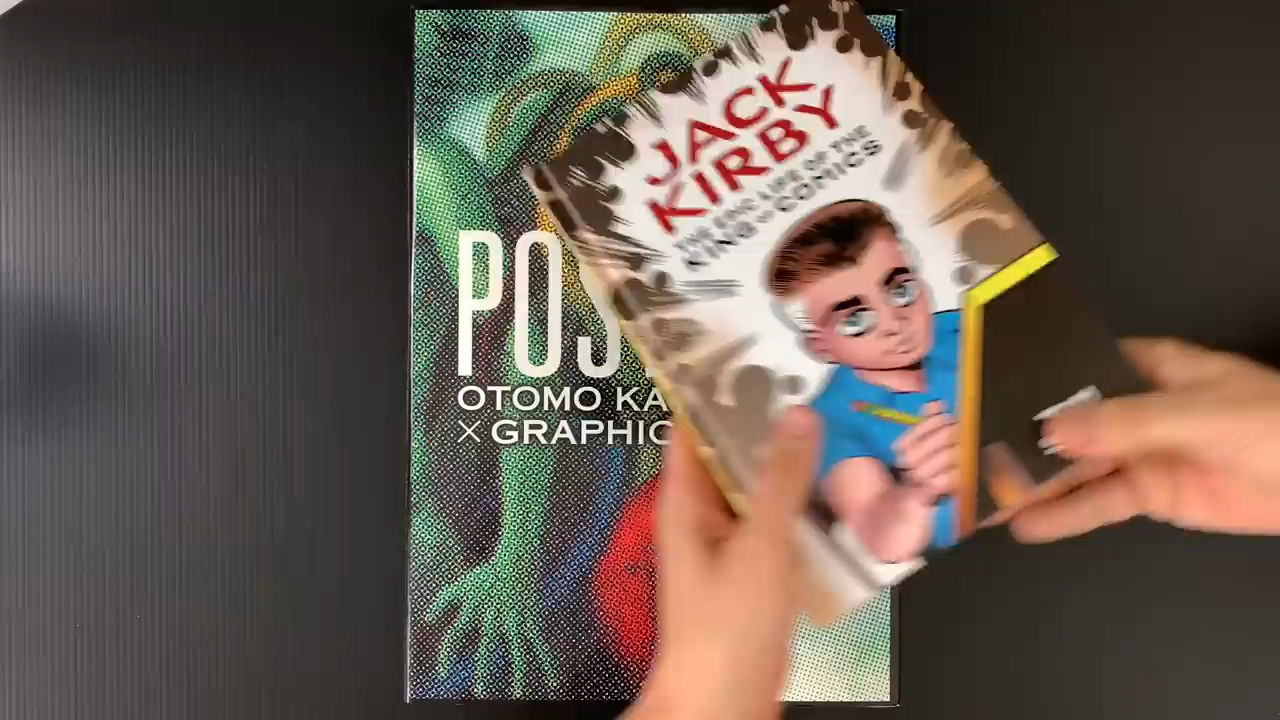 JACK
KIRBY
THE EPIC LIFE OF THE
KING OF COMICS
POS
OTOMO KA
× GRAPHIC